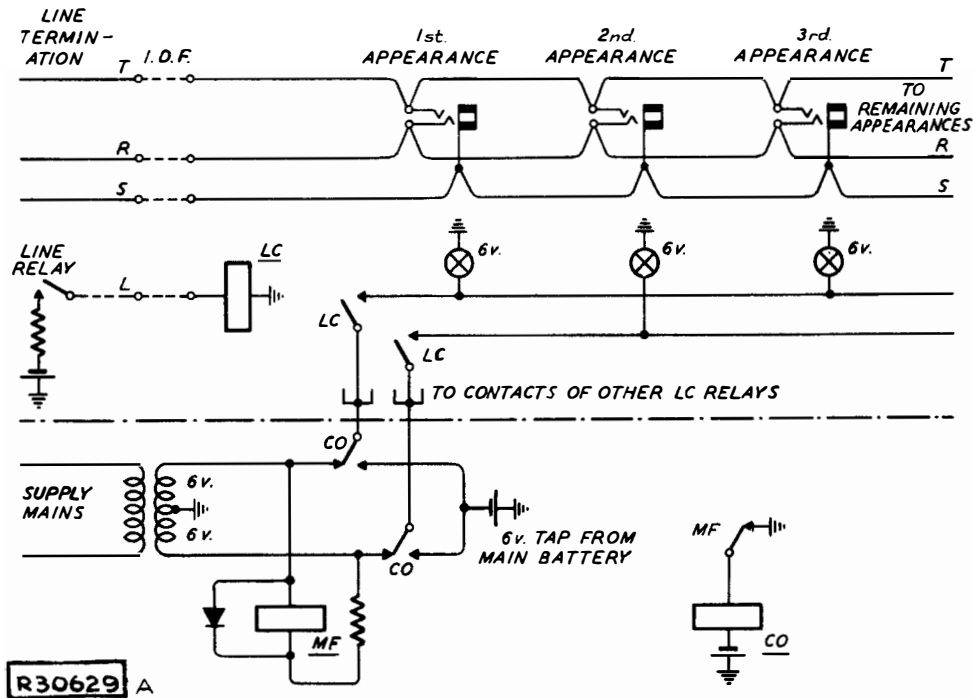 LINE
TERMIN-
ATION
I.D.F.
1st.
APPEARANCE
2nd.
APPEARANCE
3rd.
APPEARANCE
T
T
TO
REMAINING
APPEARANCES
R
R
S
S
6v.
6v.
6v.
LINE
RELAY
L
LC
LC
LC
TO CONTACTS OF OTHER LC RELAYS
CO
SUPPLY
MAINS
6v.
6v.
6v. TAP FROM
MAIN BATTERY
CO
MF
MF
CO
R30629 A